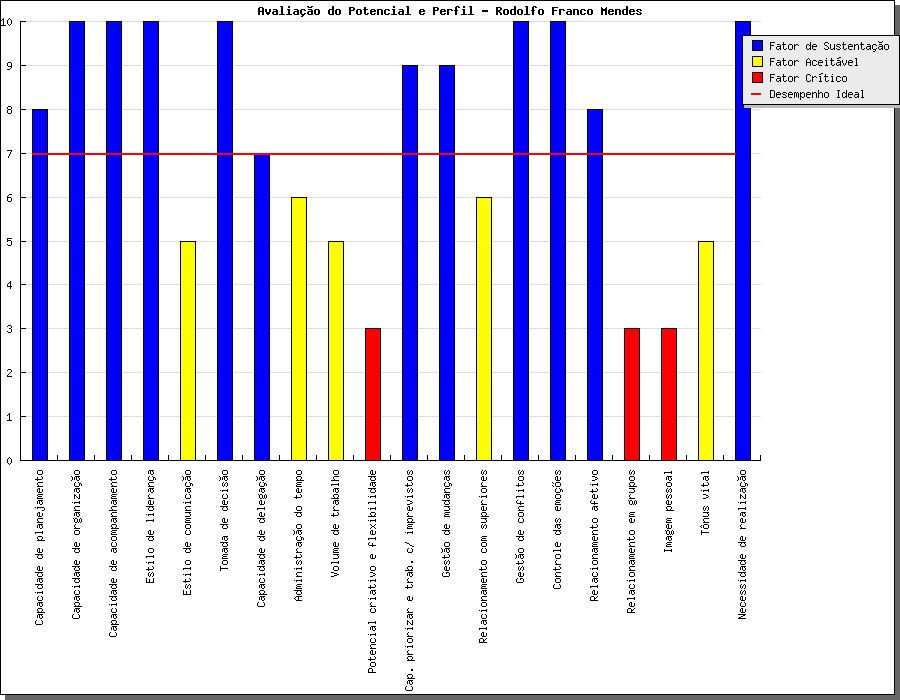 Avaliação do Potencial e Perfil - Rodolfo Franco Mendes
10
9
8
7
6
5
4
3
2
1
0
Fator de Sustentação
Fator Aceitável
Fator Crítico
Desempenho Ideal
Capacidade de planejamento
Capacidade de organização
Capacidade de acompanhamento
Estilo de liderança
Estilo de comunicação
Tomada de decisão
Capacidade de delegação
Administração do tempo
Volume de trabalho
Potencial criativo e flexibilidade
Cap. priorizar e trab. c/ imprevistos
Gestão de mudanças
Relacionamento com superiores
Gestão de conflitos
Controle das emoções
Relacionamento afetivo
Relacionamento em grupos
Imagem pessoal
Tônus vital
Necessidade de realização